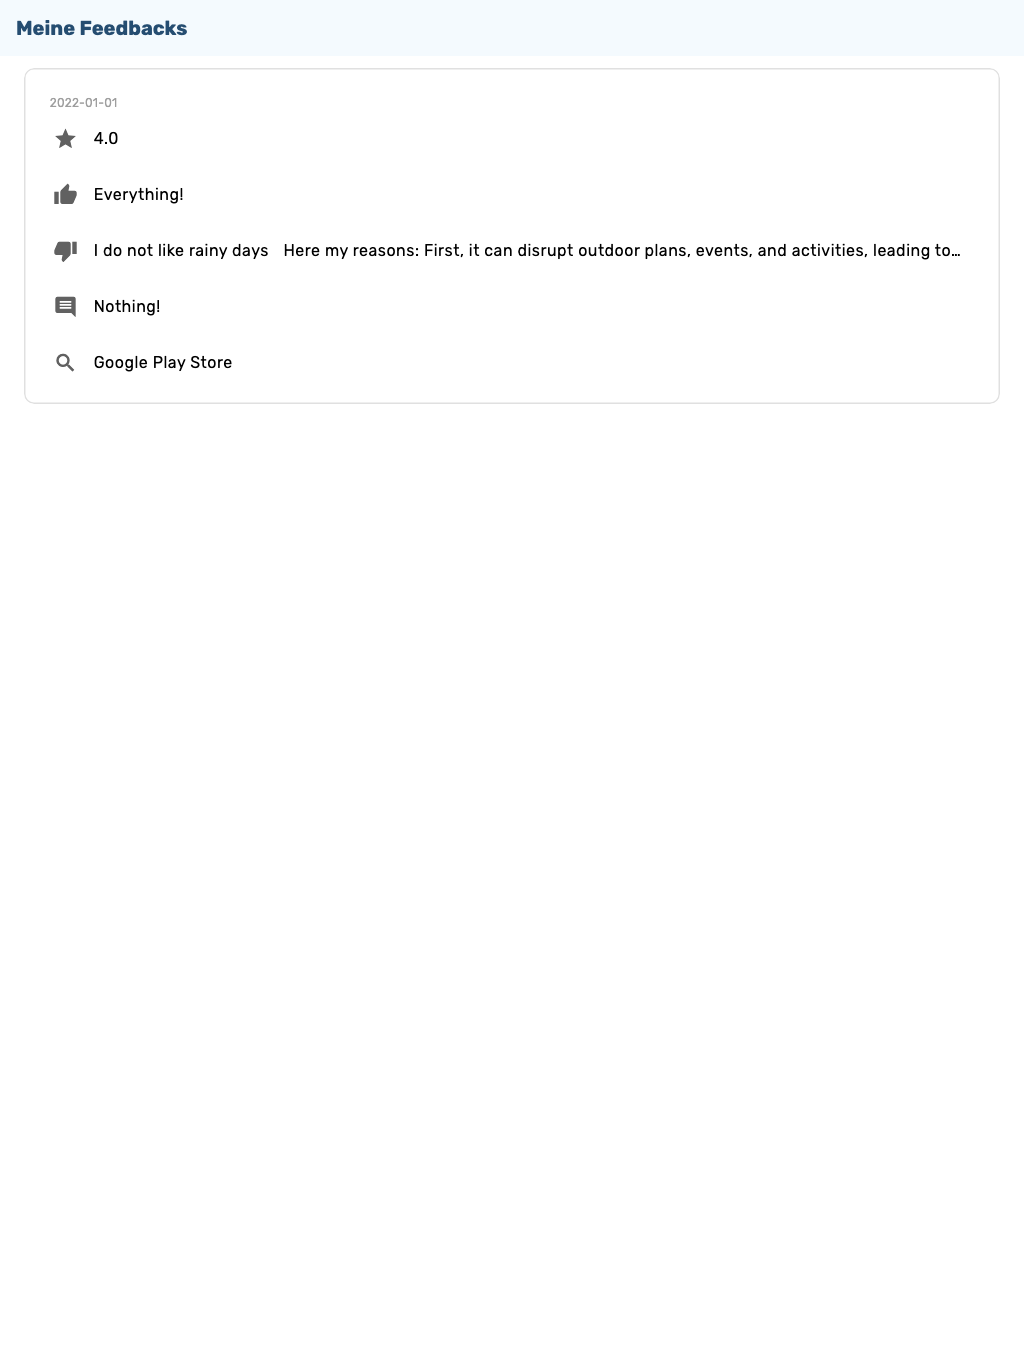 Meine Feedbacks
2022-01-01
4.0
Everything!
I do not like rainy days   Here my reasons: First, it can disrupt outdoor plans, events, and activities, leading to…
Nothing!
Google Play Store